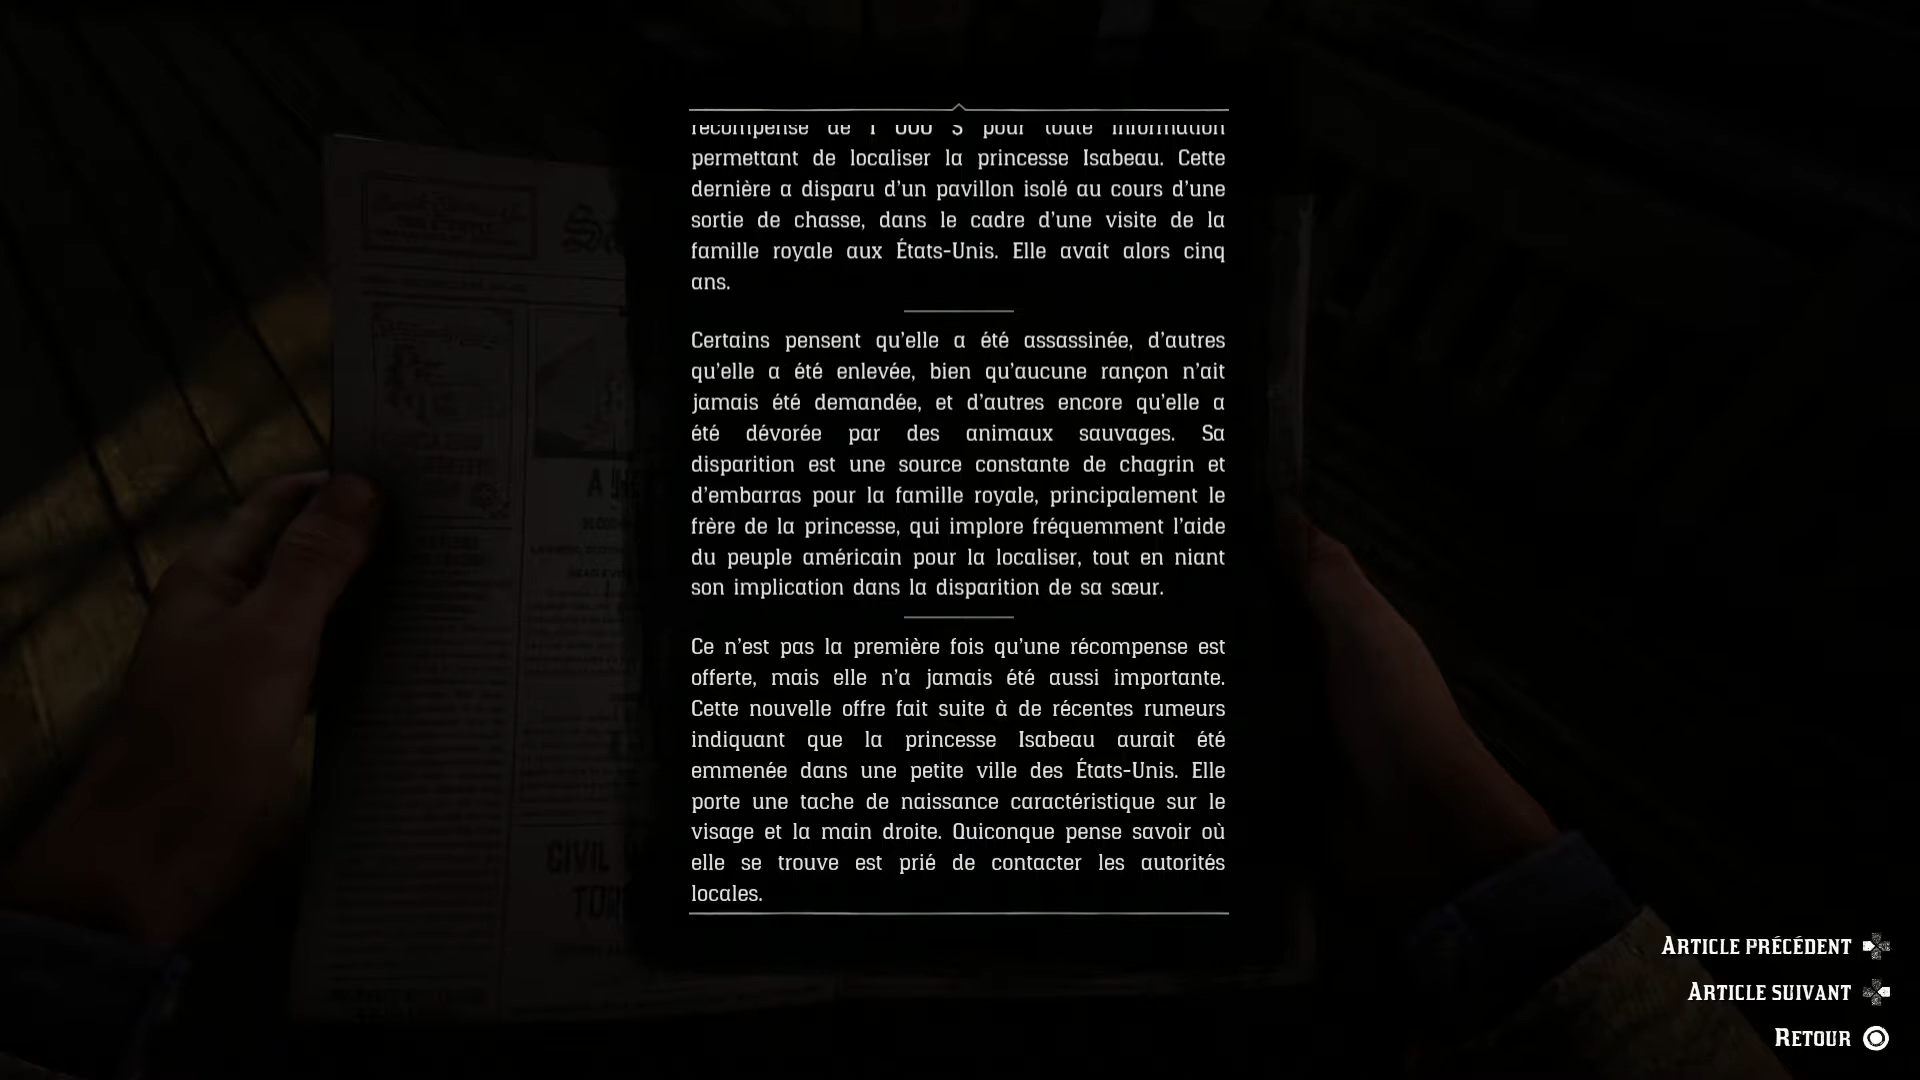 récompense de 1 000 $ pour toute information
permettant de localiser la princesse Isabeau. Cette
dernière a disparu d'un pavillon isolé au cours d'une
sortie de chasse, dans le cadre d'une visite de la
famille royale aux États-Unis. Elle avait alors cinq
ans.
Certains pensent qu'elle a été assassinée, d'autres
qu'elle a été enlevée, bien qu'aucune rançon n'ait
jamais été demandée, et d'autres encore qu'elle a
été dévorée par des animaux sauvages. Sa
disparition est une source constante de chagrin et
d'embarras pour la famille royale, principalement le
frère de la princesse, qui implore fréquemment l'aide
du peuple américain pour la localiser, tout en niant
son implication dans la disparition de sa sœur.
Ce n'est pas la première fois qu'une récompense est
offerte, mais elle n'a jamais été aussi importante.
Cette nouvelle offre fait suite à de récentes rumeurs
indiquant que la princesse Isabeau aurait été
emmenée dans une petite ville des États-Unis. Elle
porte une tache de naissance caractéristique sur le
visage et la main droite. Quiconque pense savoir où
elle se trouve est prié de contacter les autorités
locales.
CIVIL
ARTICLE PRÉCÉDENT
ARTICLE SUIVANT
RETOUR